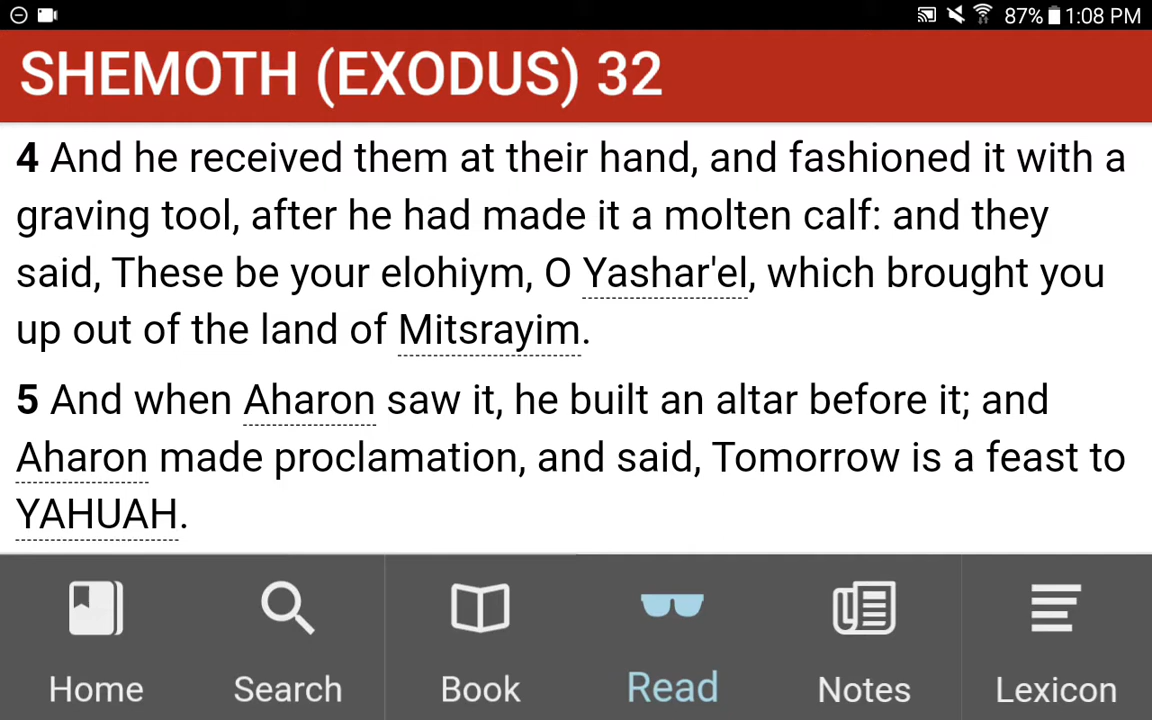 87% 1:08 PM
SHEMOTH (EXODUS) 32
4 And he received them at their hand, and fashioned it with a
graving tool, after he had made it a molten calf: and they
said, These be your elohiym, O Yashar'el, which brought you
up out of the land of Mitsrayim.
5 And when Aharon saw it, he built an altar before it; and
Aharon made proclamation, and said, Tomorrow is a feast to
YAHUAH.
Home Search Book Read Notes Lexicon